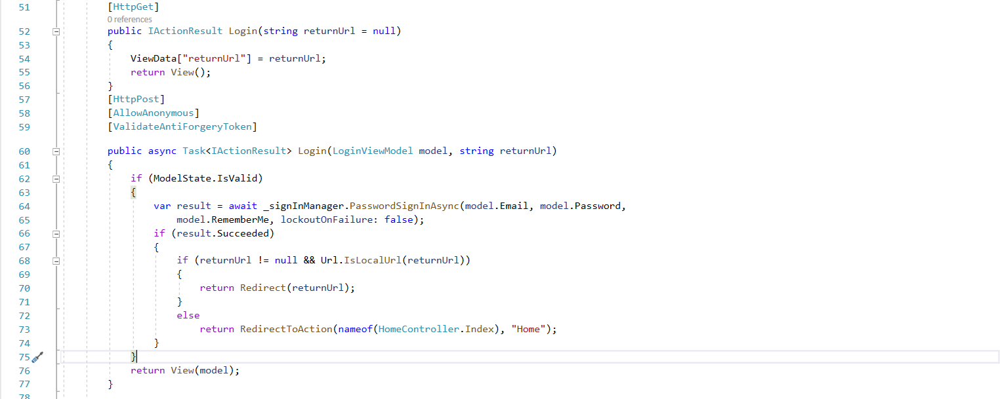 51 [HttpGet]
0 references
52 public IActionResult Login(string returnUrl = null)
53 {
54 ViewData["returnUrl"] = returnUrl;
55 return View();
56 }
57 [HttpPost]
58 [AllowAnonymous]
59 [ValidateAntiForgeryToken]
60 public async Task<IActionResult> Login(LoginViewModel model, string returnUrl)
61 {
62 if (ModelState.IsValid)
63 {
64 var result = await _signInManager.PasswordSignInAsync(model.Email, model.Password,
65 model.RememberMe, lockoutOnFailure: false);
66 if (result.Succeeded)
67 {
68 if (returnUrl != null && Url.IsLocalUrl(returnUrl))
69 {
70 return Redirect(returnUrl);
71 }
72 else
73 return RedirectToAction(nameof(HomeController.Index), "Home");
74 }
75 }
76 return View(model);
77 }
78